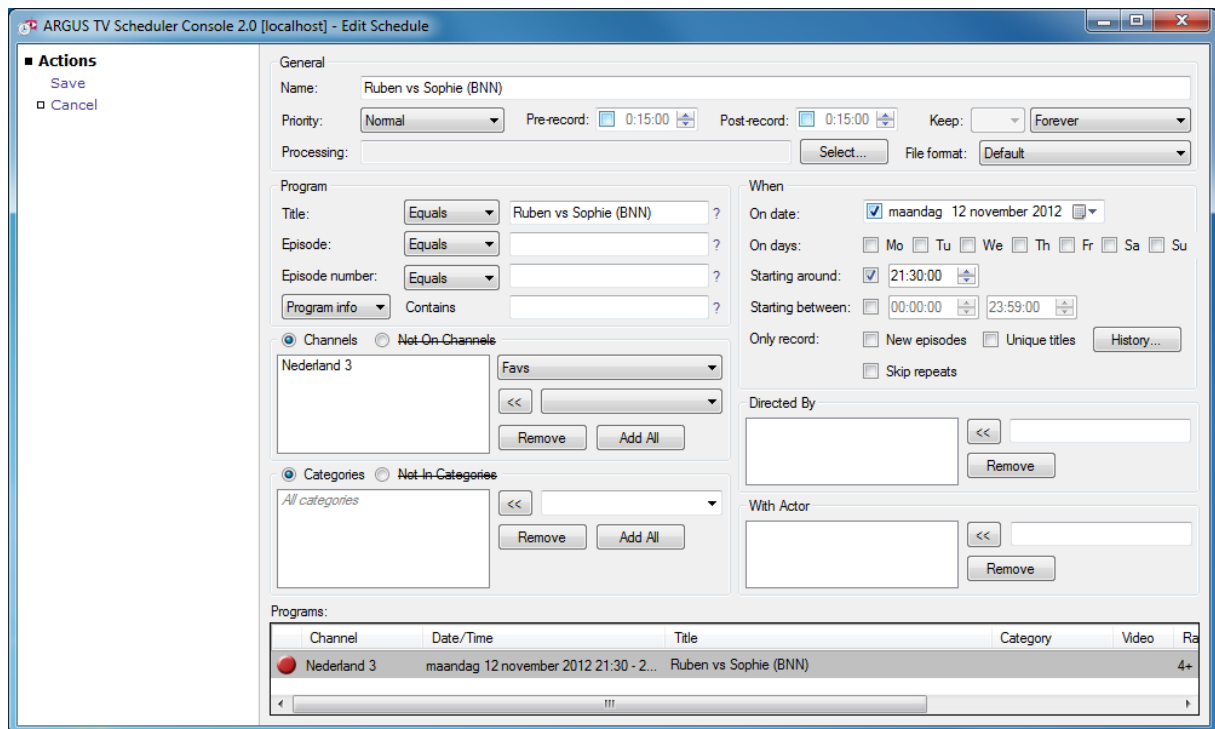 ARGUS TV Scheduler Console 2.0 [localhost] - Edit Schedule
Actions
Save
Cancel
General
Name: Ruben vs Sophie (BNN)
Priority: Normal Pre-record: 0:15:00 Post-record: 0:15:00 Keep: Forever
Processing: Select... File format: Default
Program
Title: Equals Ruben vs Sophie (BNN) ?
Episode: Equals ?
Episode number: Equals ?
Program info Contains ?
Channels Not On Channels
Nederland 3 Favs
<<
Remove Add All
Categories Not In Categories
All categories <<
Remove Add All
When
On date: maandag 12 november 2012
On days: Mo Tu We Th Fr Sa Su
Starting around: 21:30:00
Starting between: 00:00:00 23:59:00
Only record: New episodes Unique titles History...
Skip repeats
Directed By
<<
Remove
With Actor
<<
Remove
Programs:
Channel Date/Time Title Category Video Ra
Nederland 3 maandag 12 november 2012 21:30 - 2... Ruben vs Sophie (BNN) 4+